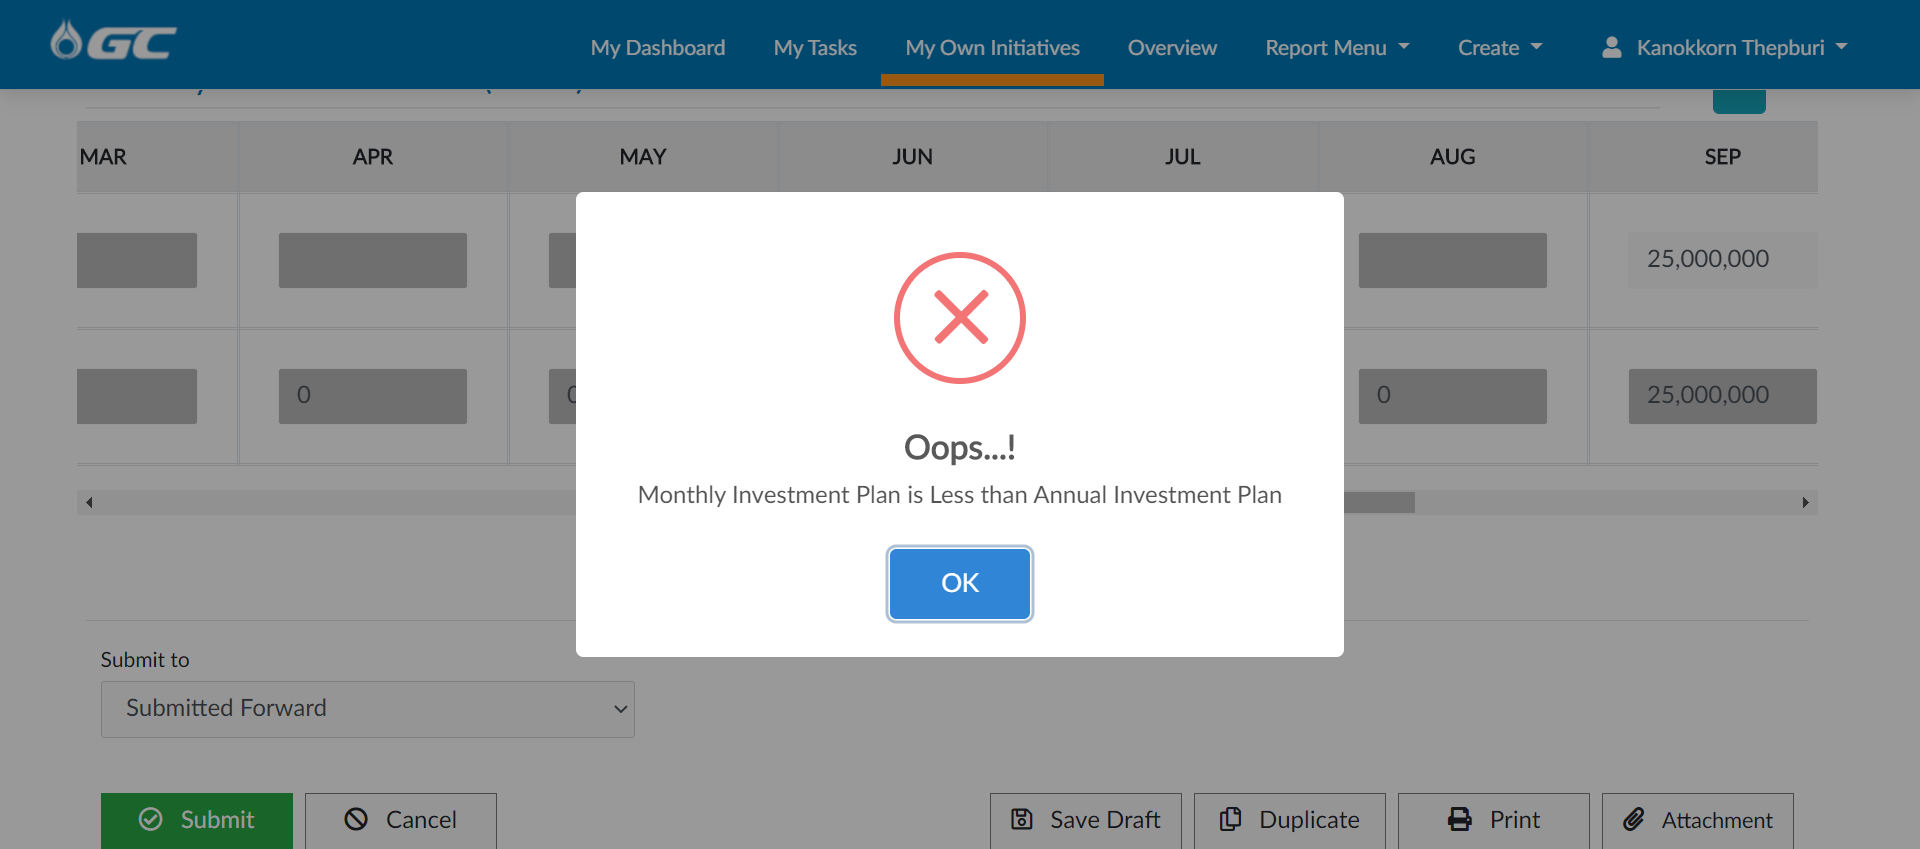 GC
My Dashboard
My Tasks
My Own Initiatives
Overview
Report Menu
Create
Kanokkorn Thepburi
MAR
APR
MAY
JUN
JUL
AUG
SEP
25,000,000
0
0
0
25,000,000
Oops...!
Monthly Investment Plan is Less than Annual Investment Plan
OK
Submit to
Submitted Forward
Submit
Cancel
Save Draft
Duplicate
Print
Attachment